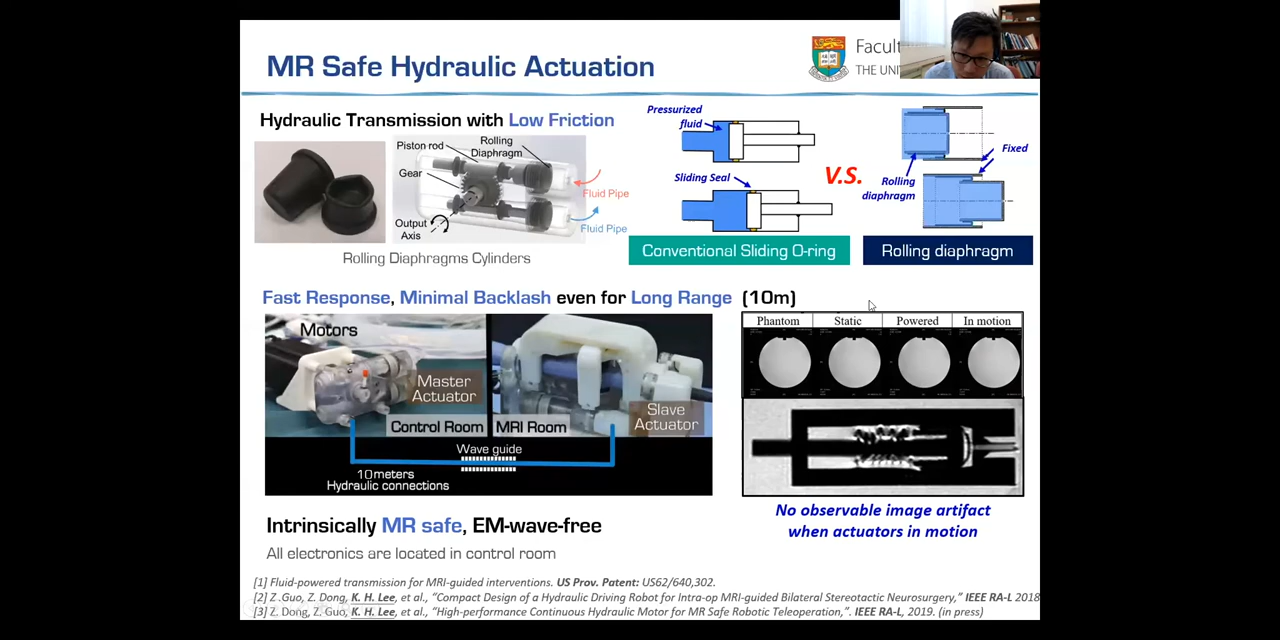 MR Safe Hydraulic Actuation
Facul
THE UNI
Hydraulic Transmission with Low Friction
Piston rod
Rolling
Diaphragm
Gear
Fluid Pipe
Output
Axis
Fluid Pipe
Rolling Diaphragms Cylinders
Pressurized
fluid
Sliding Seal
V.S.
Fixed
Rolling
diaphragm
Conventional Sliding O-ring
Rolling diaphragm
Fast Response, Minimal Backlash even for Long Range (10m)
Motors
Master
Actuator
Control Room
MRI Room
Slave
Actuator
Wave guide
10meters
Hydraulic connections
Phantom Static Powered In motion
No observable image artifact
when actuators in motion
Intrinsically MR safe, EM-wave-free
All electronics are located in control room
[1] Fluid-powered transmission for MRI-guided interventions. US Prov. Patent: US62/640,302.
[2] Z. Guo, Z. Dong, K. H. Lee, et al., "Compact Design of a Hydraulic Driving Robot for Intra-op MRI-guided Bilateral Stereotactic Neurosurgery," IEEE RA-L 2018
[3] Z. Dong, Z. Guo, K. H. Lee, et al., "High-performance Continuous Hydraulic Motor for MR Safe Robotic Teleoperation,". IEEE RA-L, 2019. (in press)